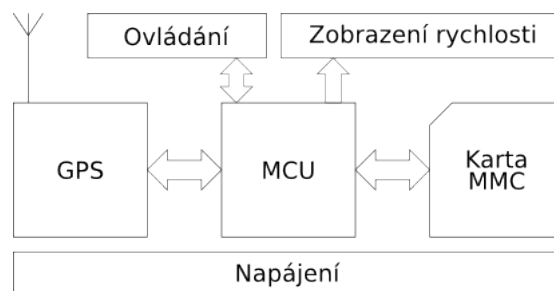 Ovládání
Zobrazení rychlosti
GPS
MCU
Karta
MMC
Napájení